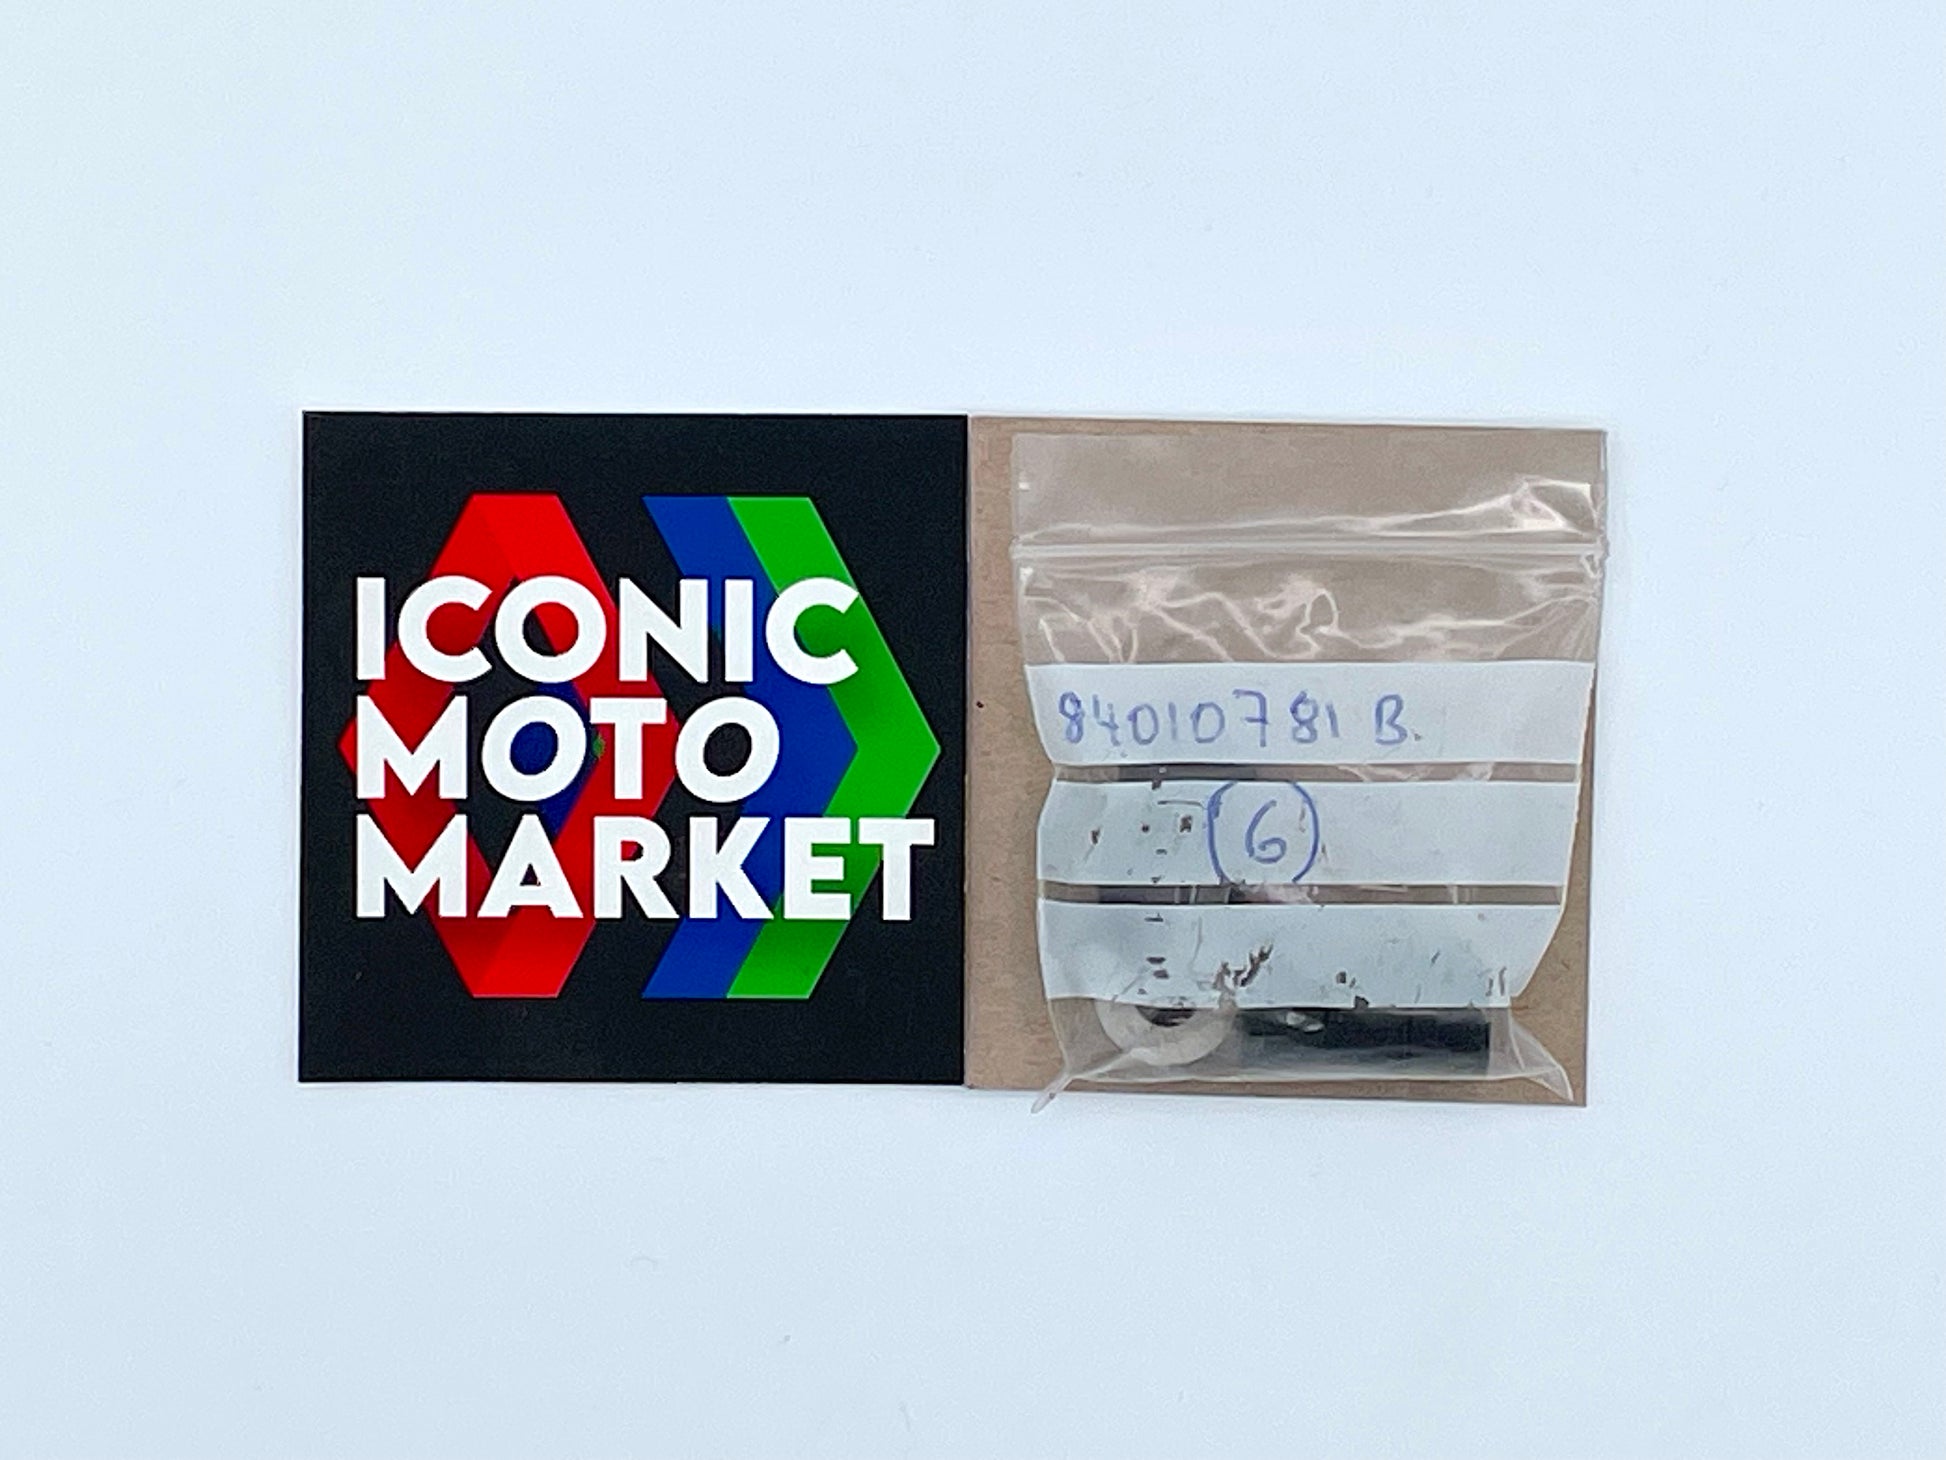 ICONIC
MOTO
MARKET
84010781 B.
6